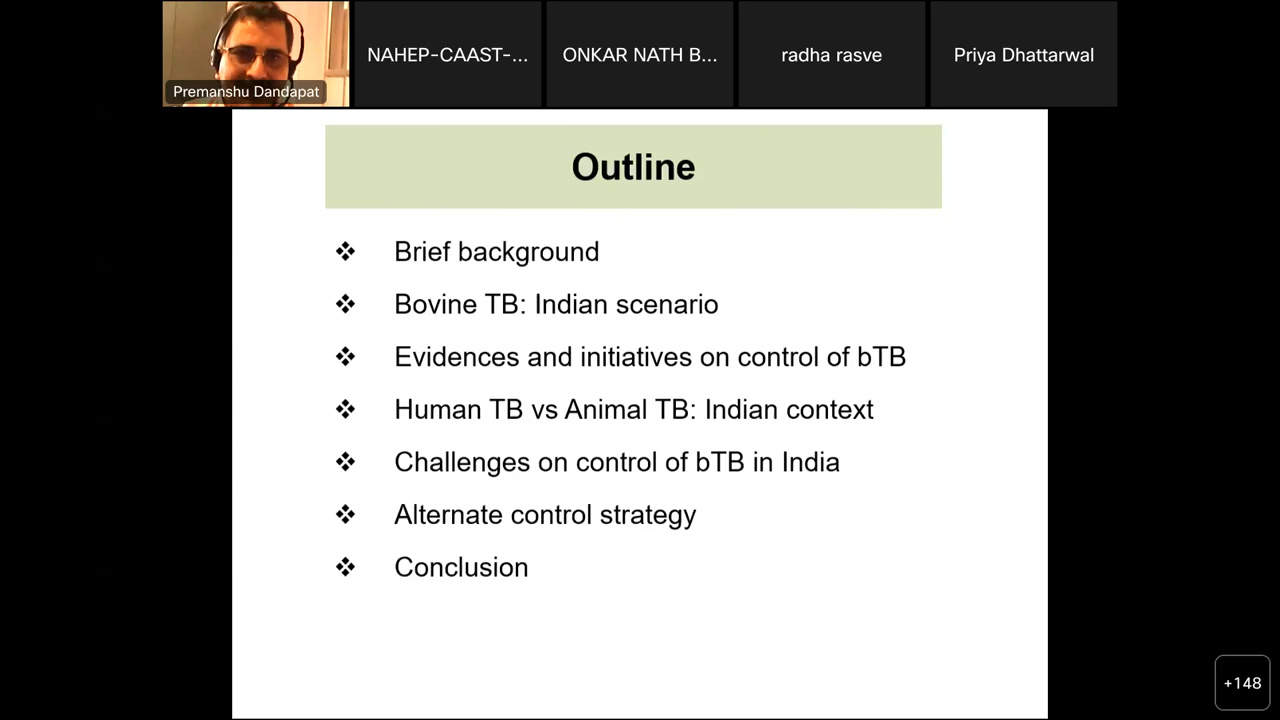 NAHEP-CAAST-...
ONKAR NATH B...
radha rasve
Priya Dhattarwal
Premanshu Dandapat
Outline
❖ Brief background
❖ Bovine TB: Indian scenario
❖ Evidences and initiatives on control of bTB
❖ Human TB vs Animal TB: Indian context
❖ Challenges on control of bTB in India
❖ Alternate control strategy
❖ Conclusion
+148